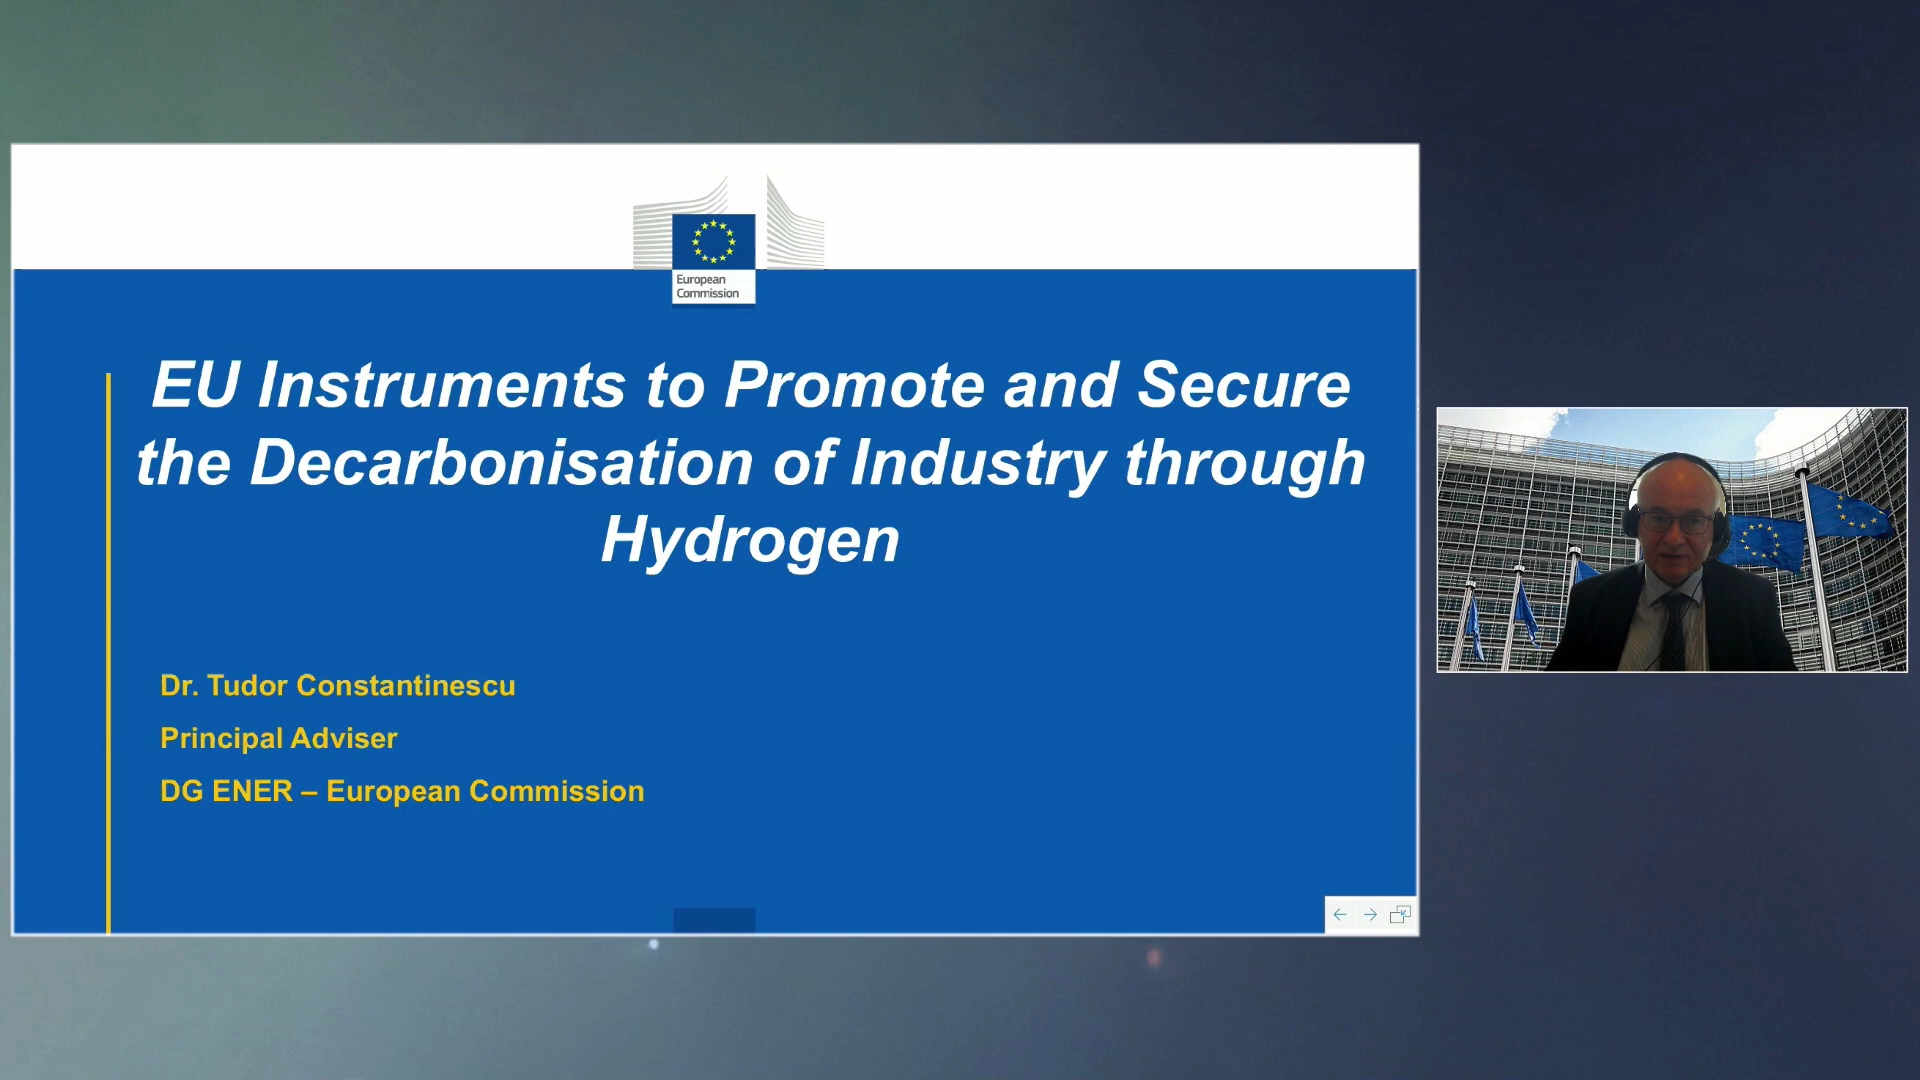 European
Commission
EU Instruments to Promote and Secure
the Decarbonisation of Industry through
Hydrogen
Dr. Tudor Constantinescu
Principal Adviser
DG ENER – European Commission